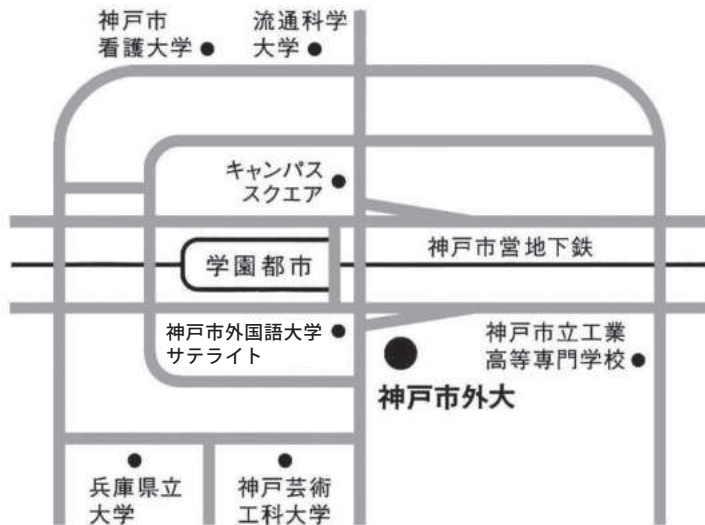 神戸市
看護大学
流通科学
大学
キャンパス
スクエア
神戸市営地下鉄
学園都市
神戸市外国語大学
サテライト
神戸市立工業
高等専門学校
神戸市外大
兵庫県立
大学
神戸芸術
工科大学